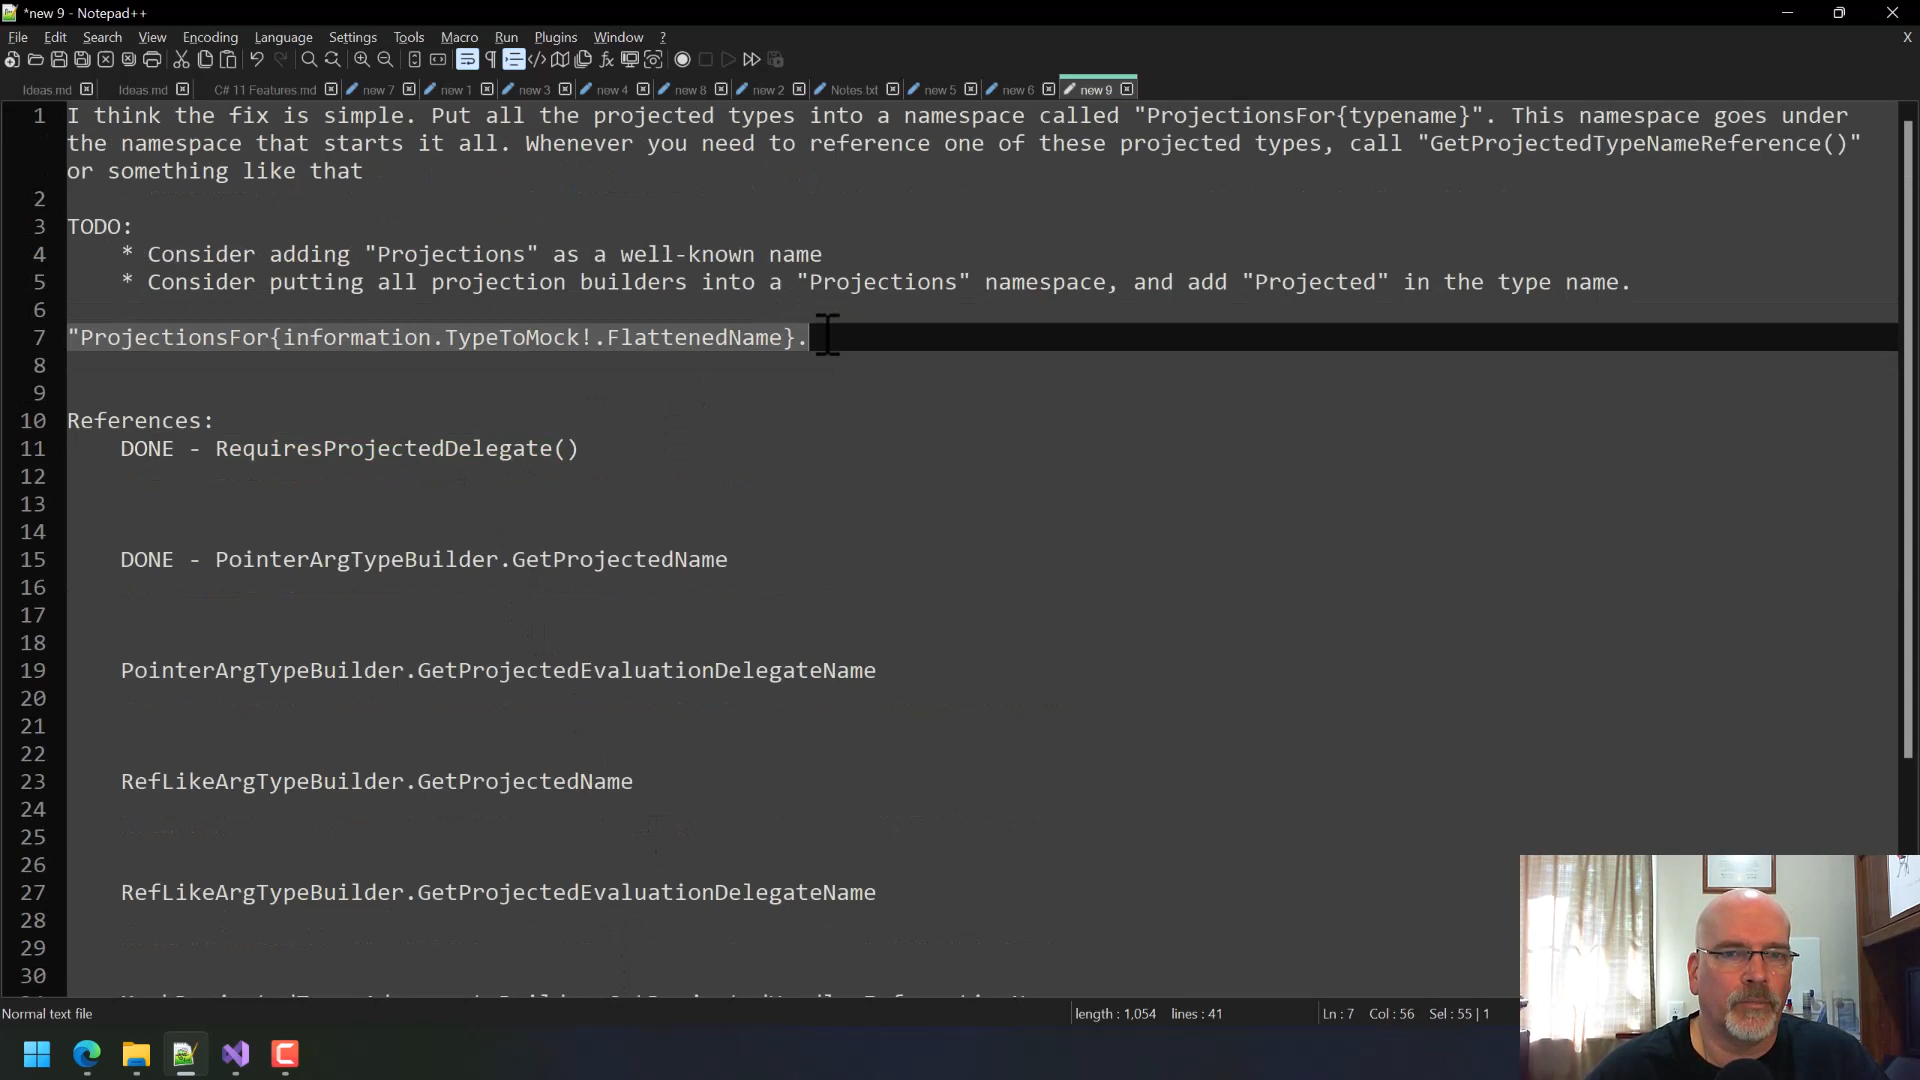 *new 9 - Notepad++
File Edit Search View Encoding Language Settings Tools Macro Run Plugins Window ? X
Ideas.md Ideas.md C# 11 Features.md new 7 new 1 new 3 new 4 new 8 new 2 Notes.txt new 5 new 6 new 9
1 I think the fix is simple. Put all the projected types into a namespace called "ProjectionsFor{typename}". This namespace goes under
the namespace that starts it all. Whenever you need to reference one of these projected types, call "GetProjectedTypeNameReference()"
or something like that
2
3 TODO:
4 * Consider adding "Projections" as a well-known name
5 * Consider putting all projection builders into a "Projections" namespace, and add "Projected" in the type name.
6
7 "ProjectionsFor{information.TypeToMock!.FlattenedName}.
8
9
10 References:
11 DONE - RequiresProjectedDelegate()
12
13
14
15 DONE - PointerArgTypeBuilder.GetProjectedName
16
17
18
19 PointerArgTypeBuilder.GetProjectedEvaluationDelegateName
20
21
22
23 RefLikeArgTypeBuilder.GetProjectedName
24
25
26
27 RefLikeArgTypeBuilder.GetProjectedEvaluationDelegateName
28
29
30
Normal text file length : 1,054 lines : 41 Ln : 7 Col : 56 Sel : 55 | 1